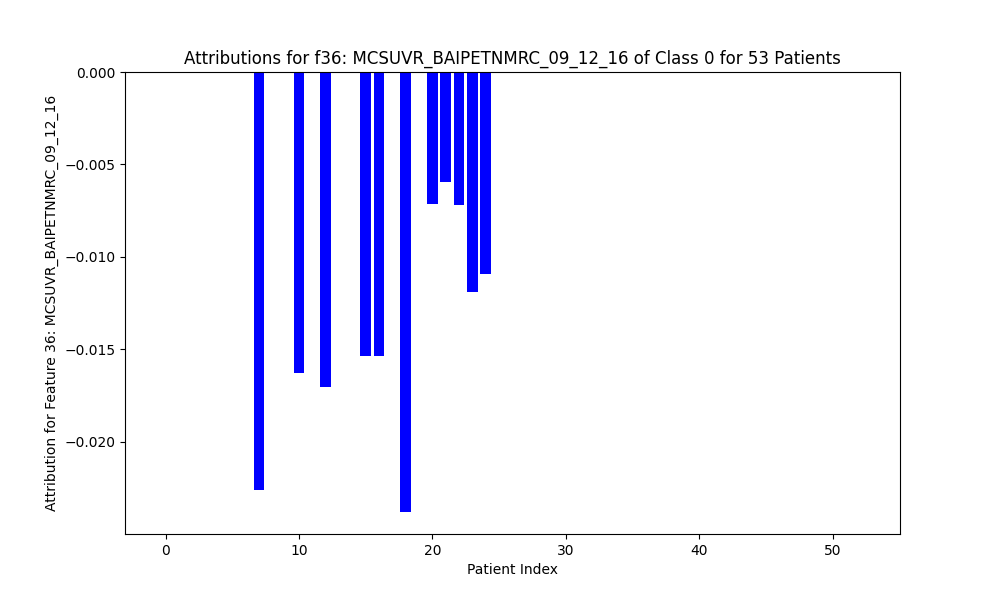 Attributions for f36: MCSUVR_BAIPETNMRC_09_12_16 of Class 0 for 53 Patients
Attribution for Feature 36: MCSUVR_BAIPETNMRC_09_12_16
0.000
−0.005
−0.010
−0.015
−0.020
0 10 20 30 40 50
Patient Index